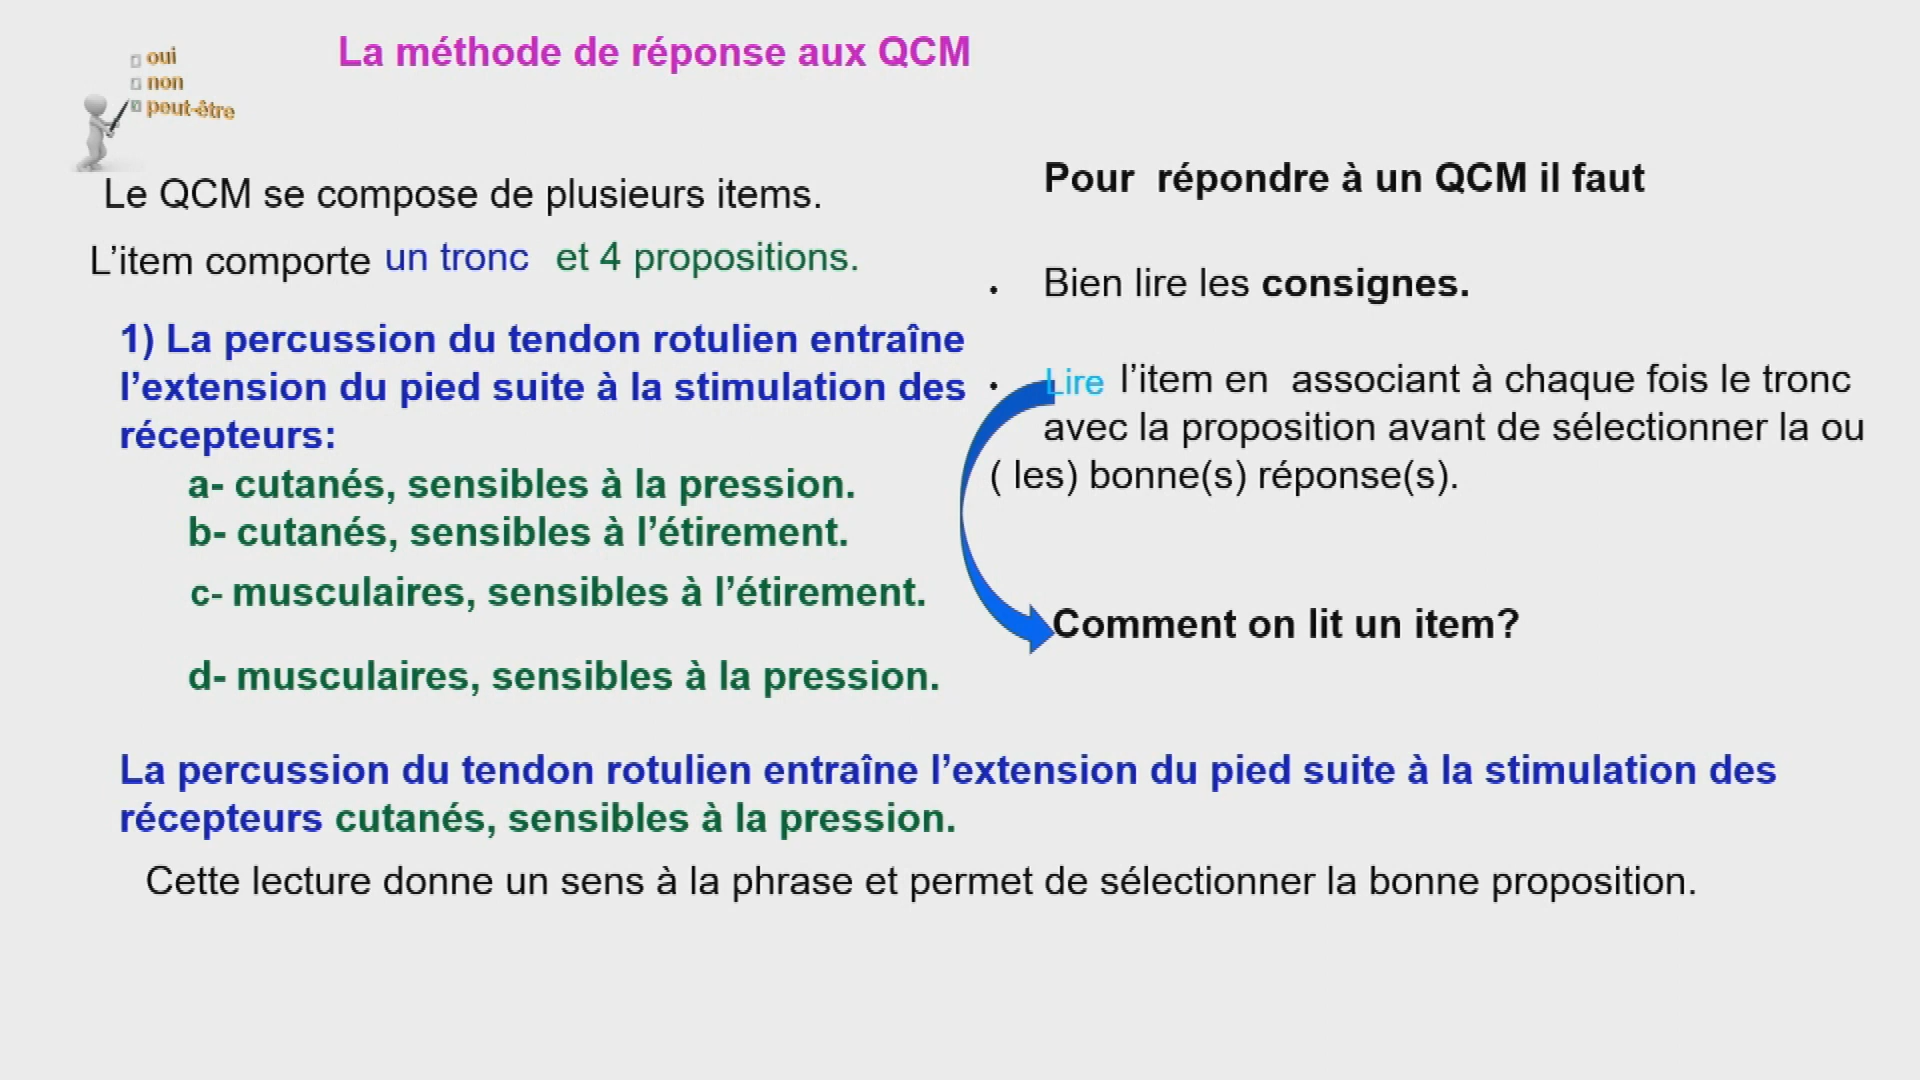 La méthode de réponse aux QCM
oui
non
peut-être
Le QCM se compose de plusieurs items.
L’item comporte un tronc et 4 propositions.
1) La percussion du tendon rotulien entraîne
l’extension du pied suite à la stimulation des
récepteurs:
a- cutanés, sensibles à la pression.
b- cutanés, sensibles à l’étirement.
c- musculaires, sensibles à l’étirement.
d- musculaires, sensibles à la pression.
Pour répondre à un QCM il faut
• Bien lire les consignes.
• Lire l’item en associant à chaque fois le tronc
avec la proposition avant de sélectionner la ou
( les) bonne(s) réponse(s).
Comment on lit un item?
La percussion du tendon rotulien entraîne l’extension du pied suite à la stimulation des
récepteurs cutanés, sensibles à la pression.
Cette lecture donne un sens à la phrase et permet de sélectionner la bonne proposition.